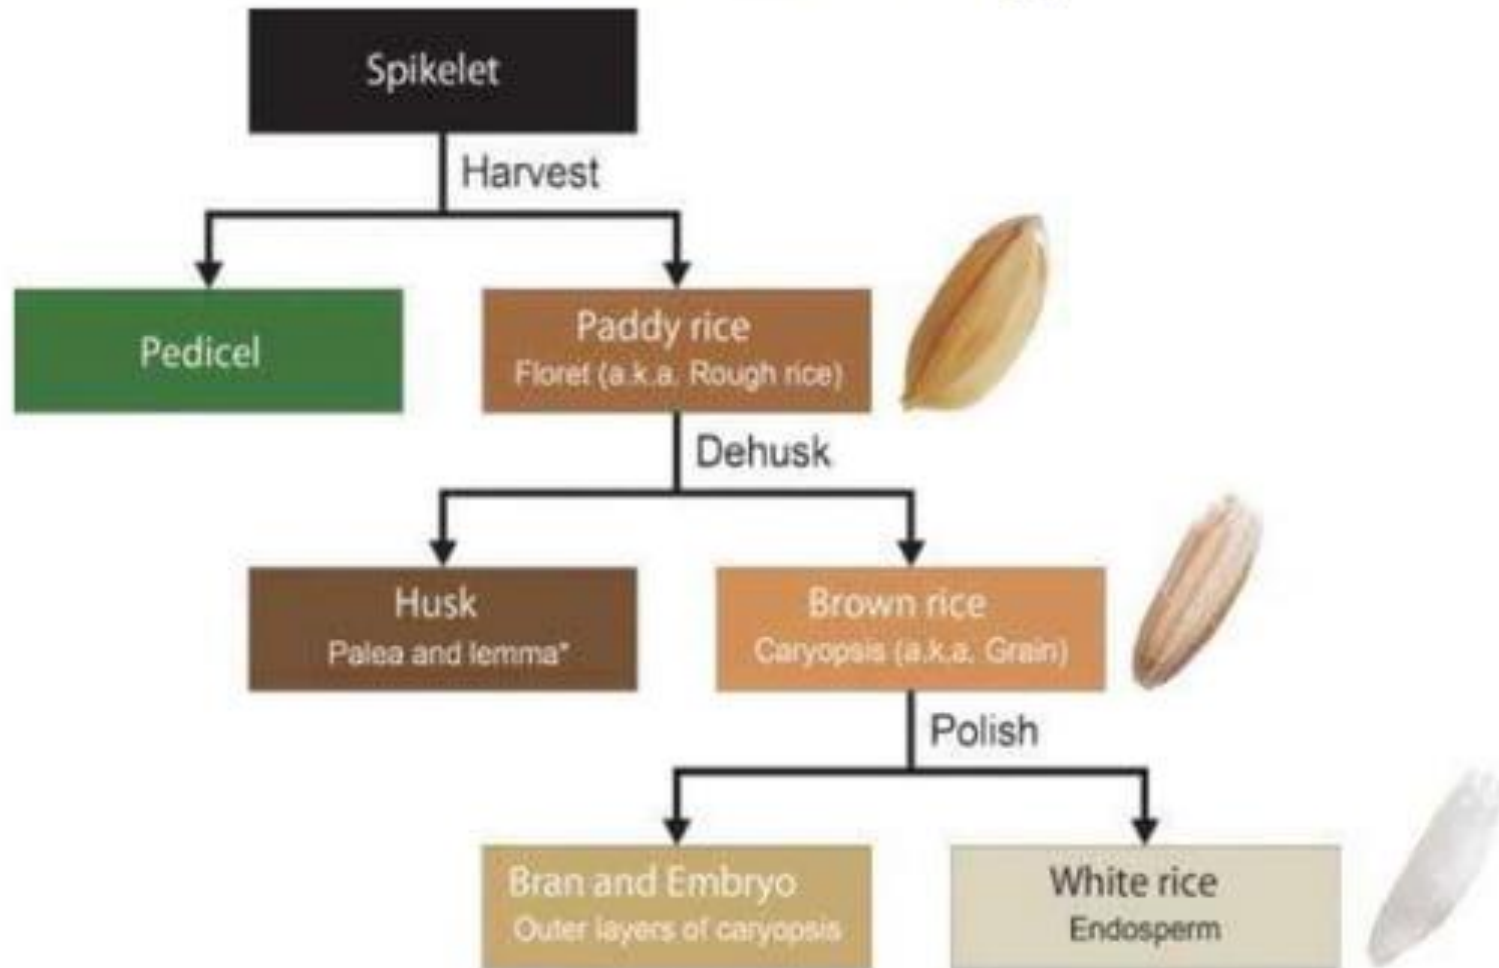 Spikelet
Harvest
Pedicel
Paddy rice
Floret (a.k.a. Rough rice)
Dehusk
Husk
Palea and lemma*
Brown rice
Caryopsis (a.k.a. Grain)
Polish
Bran and Embryo
Outer layers of caryopsis
White rice
Endosperm